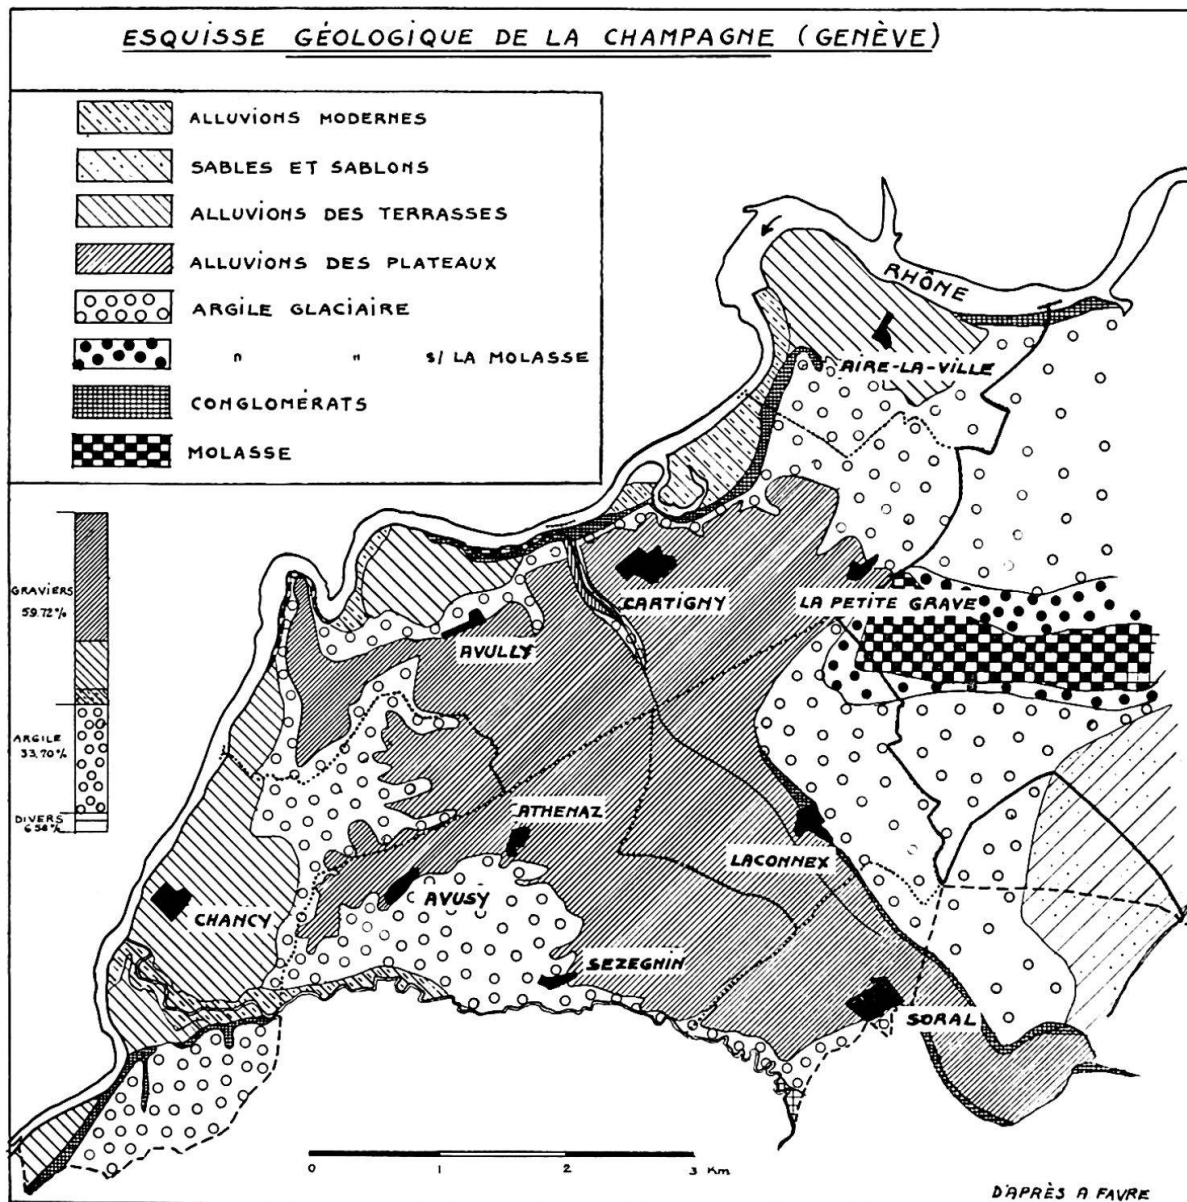 ESQUISSE GÉOLOGIQUE DE LA CHAMPAGNE (GENÈVE)
ALLUVIONS MODERNES
SABLES ET SABLONS
ALLUVIONS DES TERRASSES
ALLUVIONS DES PLATEAUX
ARGILE GLACIAIRE
" " S/ LA MOLASSE
CONGLOMÉRATS
MOLASSE
RHÔNE
AIRE-LA-VILLE
GRAVIERS
59.72%
CARTIGNY
LA PETITE GRAVE
AVULLY
ARGILE
33,70%
DIVERS
6.58%
ATHENAZ
LACONNEX
AVUSY
CHANCY
SEZEGNIN
SORAL
0 1 2 3 Km
D'APRÈS A FAVRE